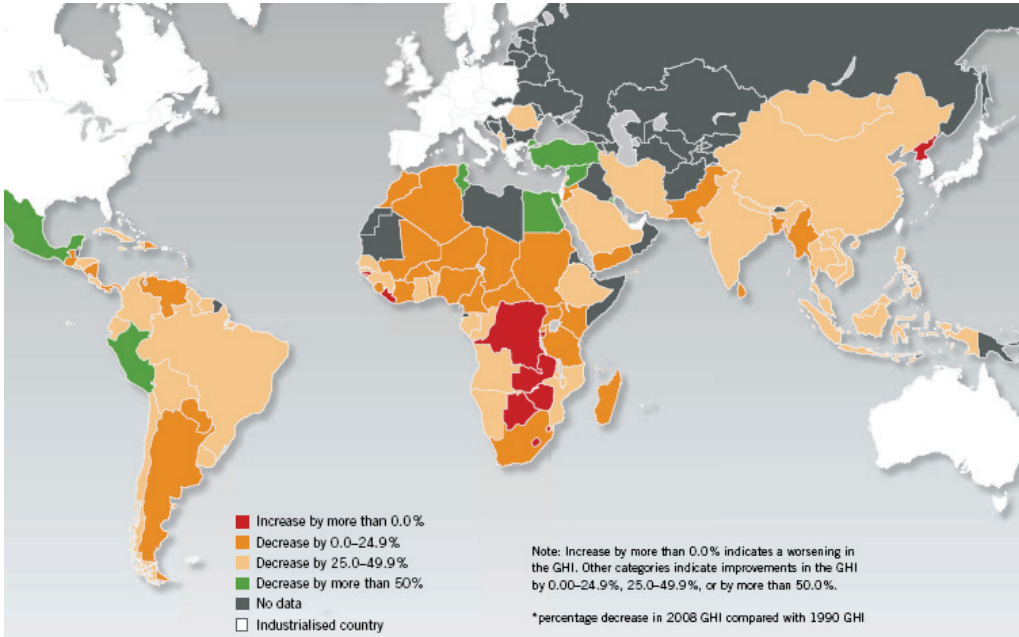 Increase by more than 0.0%
Decrease by 0.0–24.9%
Decrease by 25.0–49.9%
Decrease by more than 50%
No data
Industrialised country
Note: Increase by more than 0.0% indicates a worsening in
the GHI. Other categories indicate improvements in the GHI
by 0.00–24.9%, 25.0–49.9%, or by more than 50.0%.
*percentage decrease in 2008 GHI compared with 1990 GHI